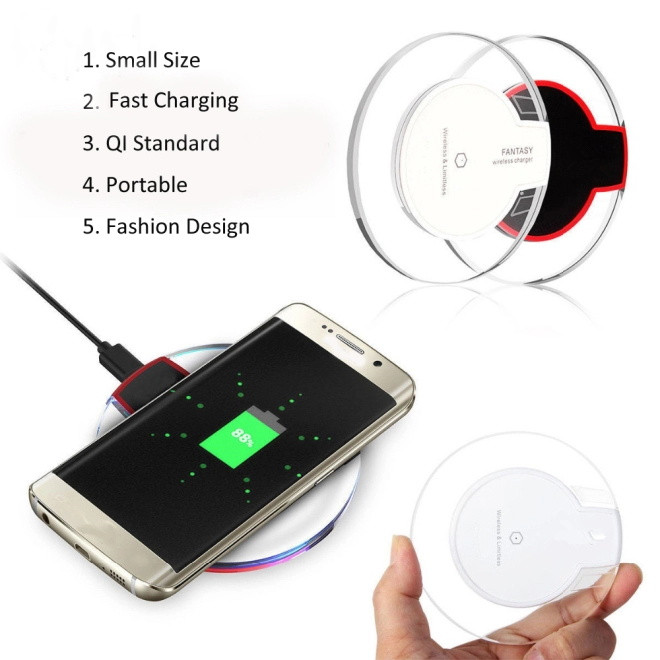 1. Small Size
2. Fast Charging
3. QI Standard
4. Portable
5. Fashion Design
Wireless & Limitless
FANTASY
wireless charger
88%
Wireless & Limitless